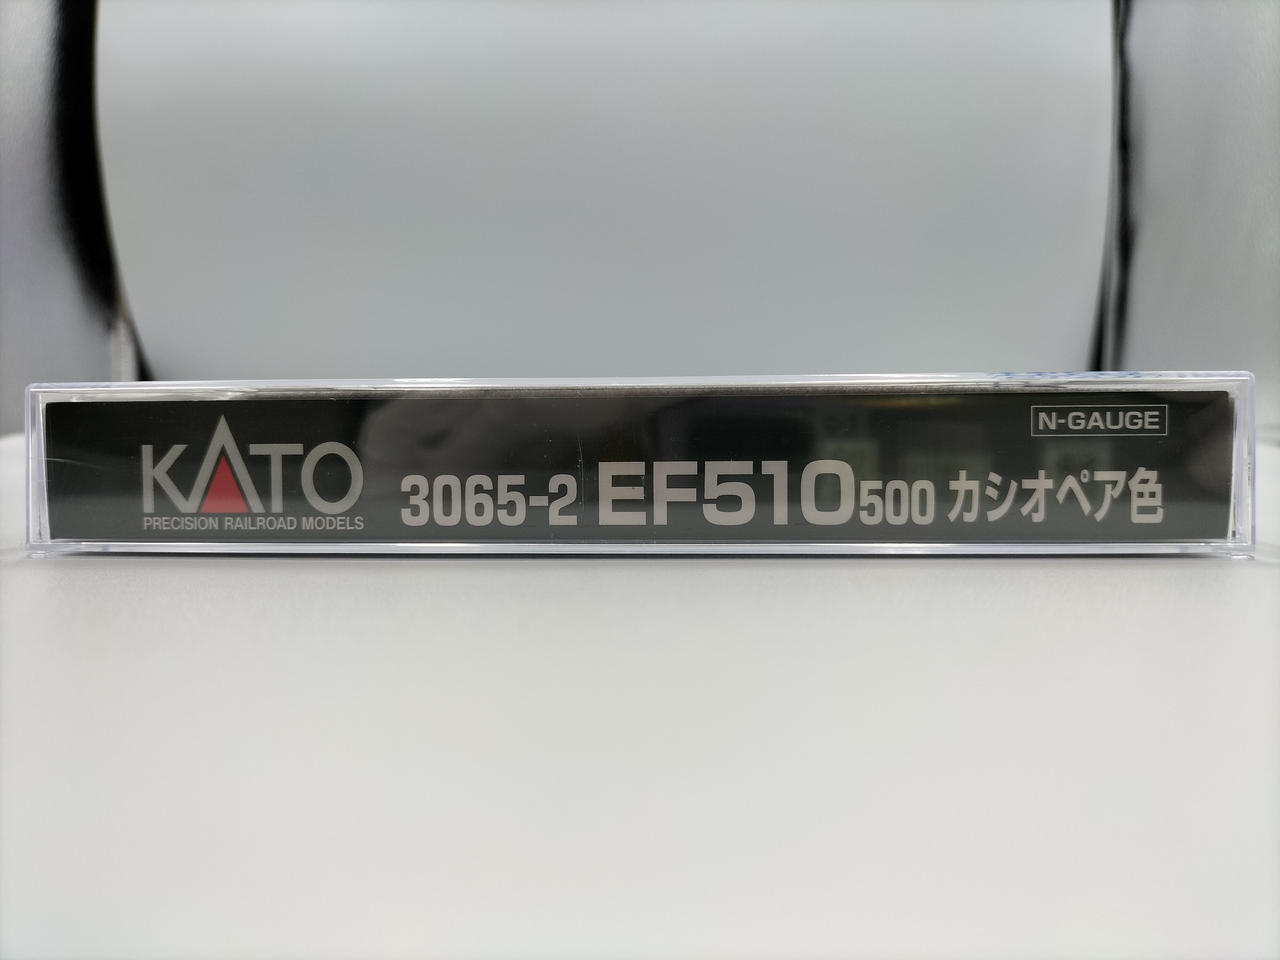 N-GAUGE
KATO 3065-2 EF510 500 カシオペア色
PRECISION RAILROAD MODELS